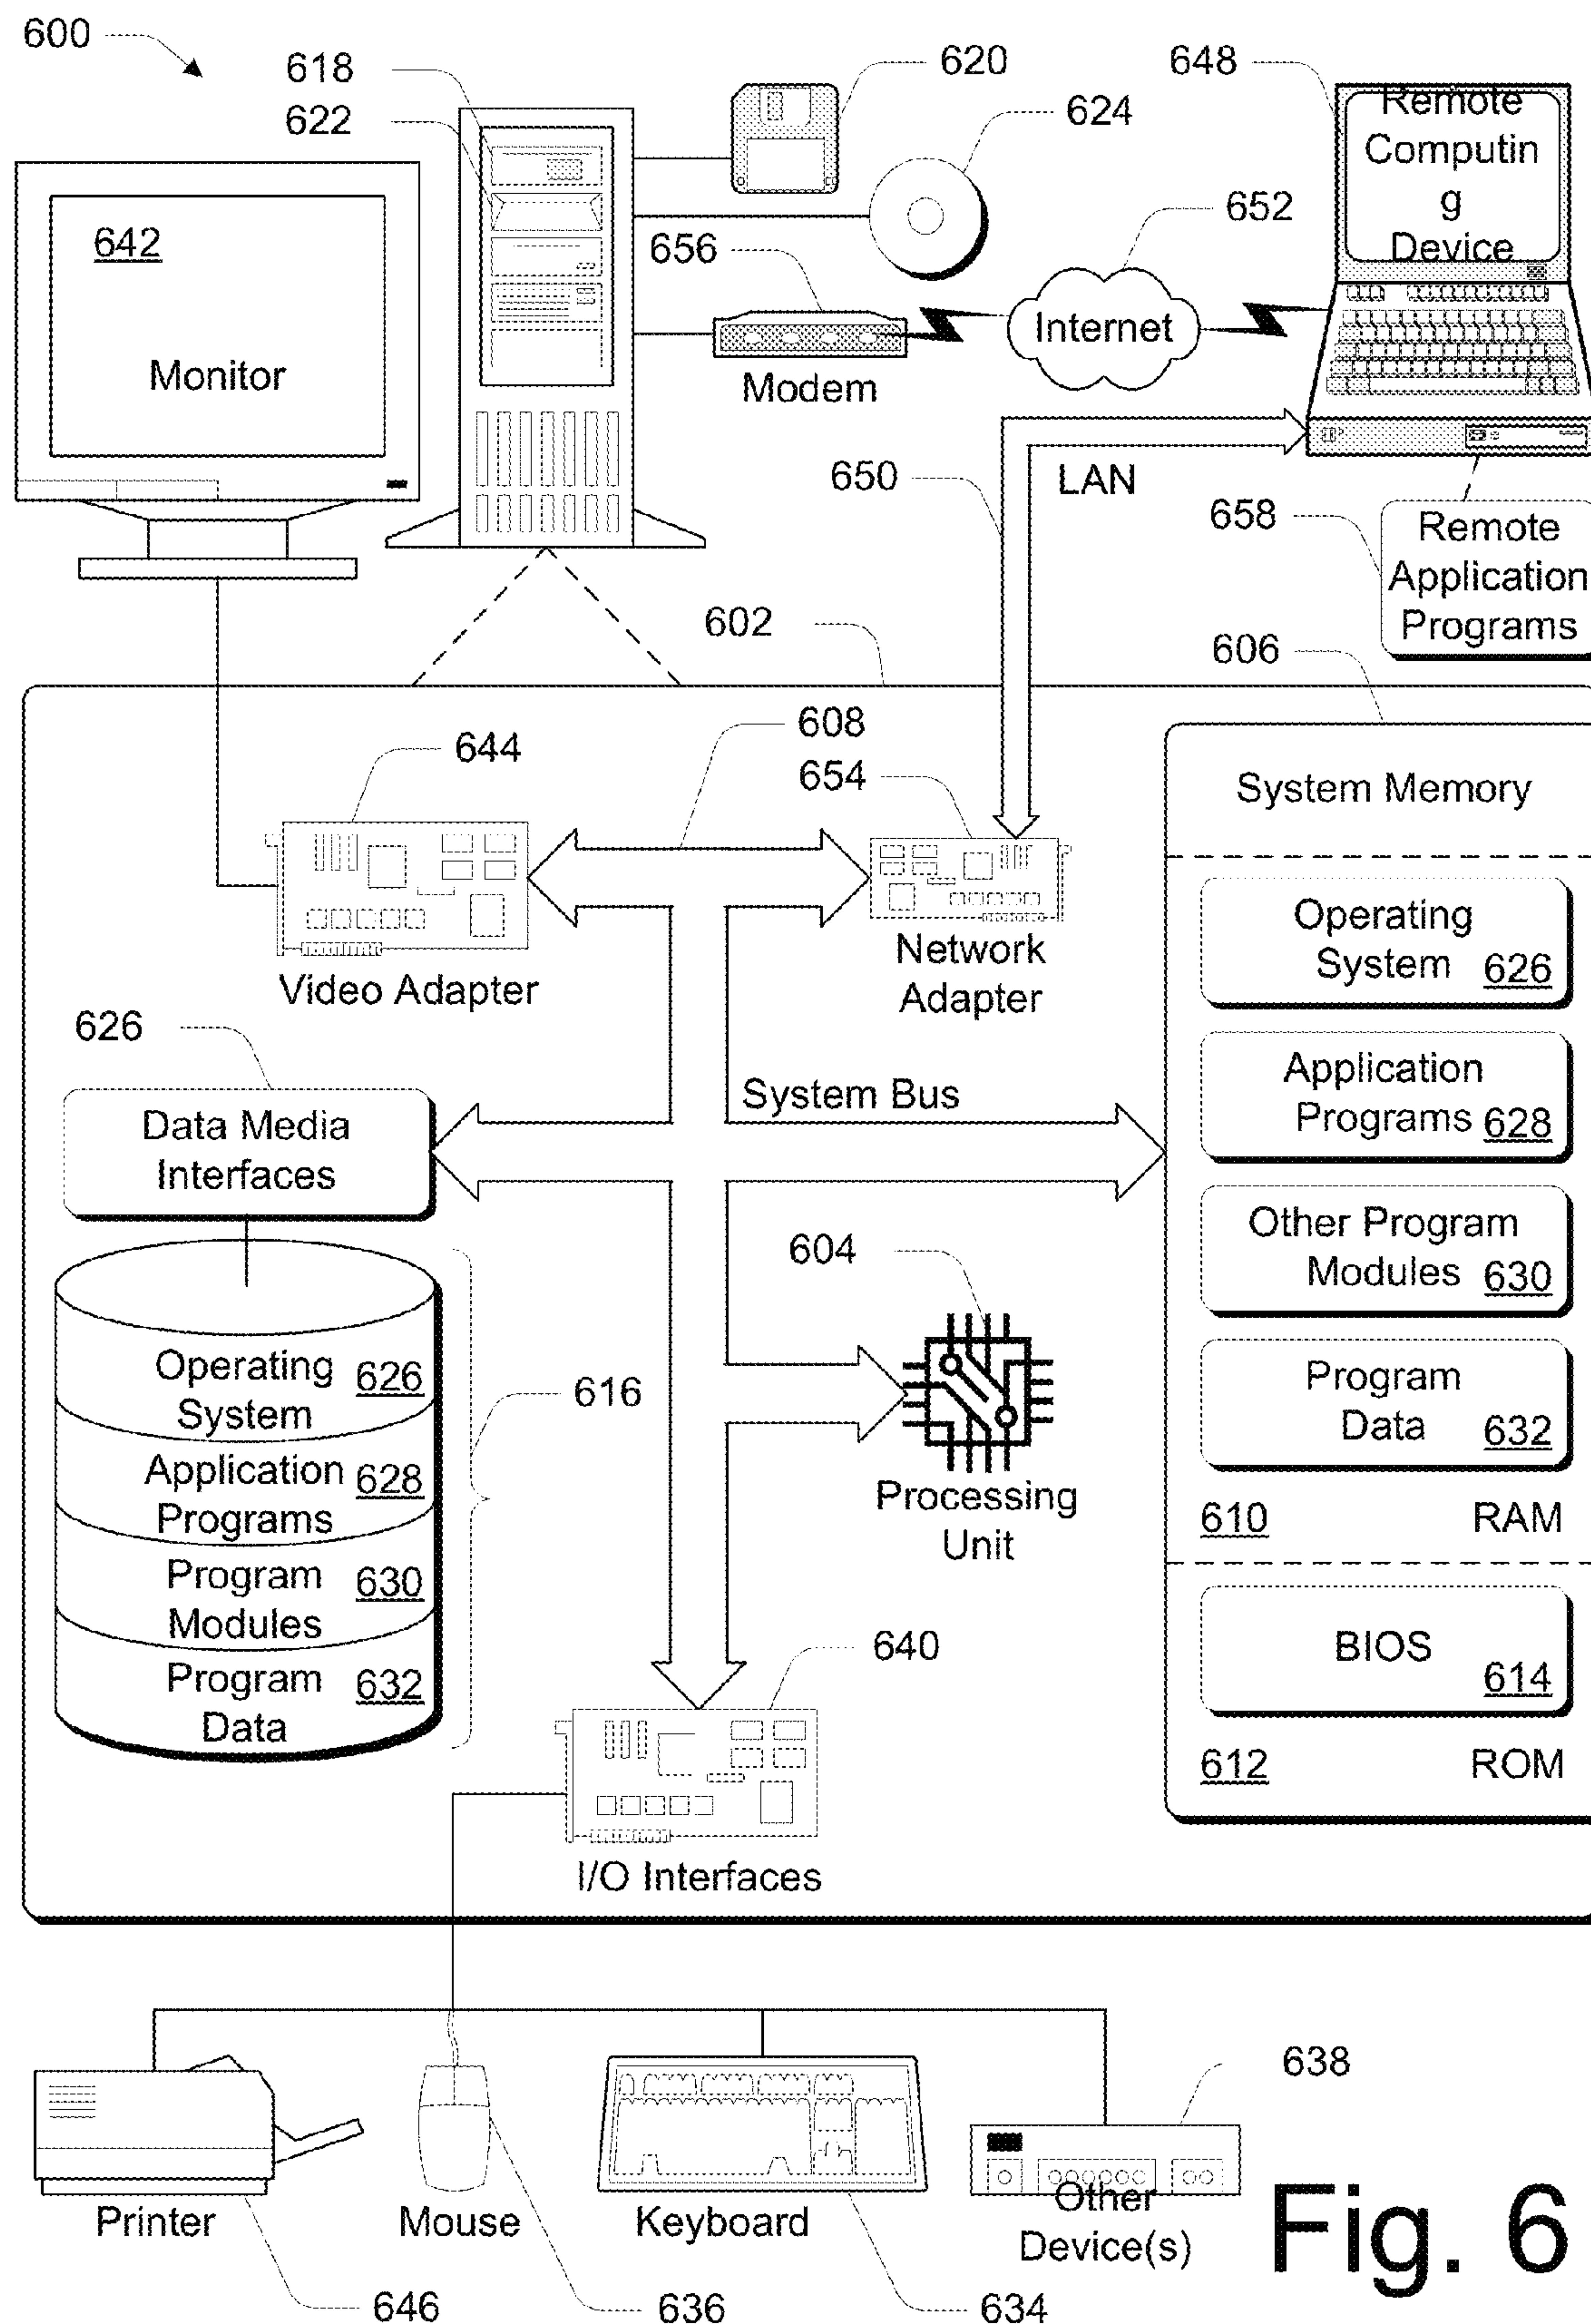 600
618
622
620
624
648
Remote
Computin
g
Device
642
Monitor
656
Modem
652
Internet
650
LAN
658
Remote
Application
Programs
602
606
608
644
654
Video Adapter
Network
Adapter
System Memory
Operating
System 626
Application
Programs 628
Other Program
Modules 630
Program
Data 632
610 RAM
BIOS
614
612 ROM
626
Data Media
Interfaces
System Bus
604
Processing
Unit
Operating
System 626
Application
Programs 628
Program
Modules 630
Program
Data 632
616
640
I/O Interfaces
638
Printer
Mouse
Keyboard
Other
Device(s)
646
636
634
Fig. 6